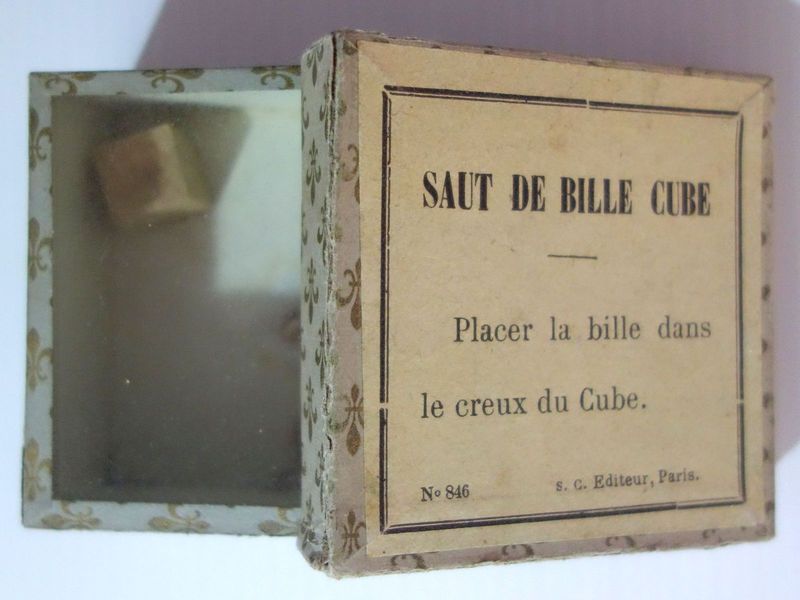 SAUT DE BILLE CUBE
Placer la bille dans
le creux du Cube.
No 846 S. C. Editeur, Paris.